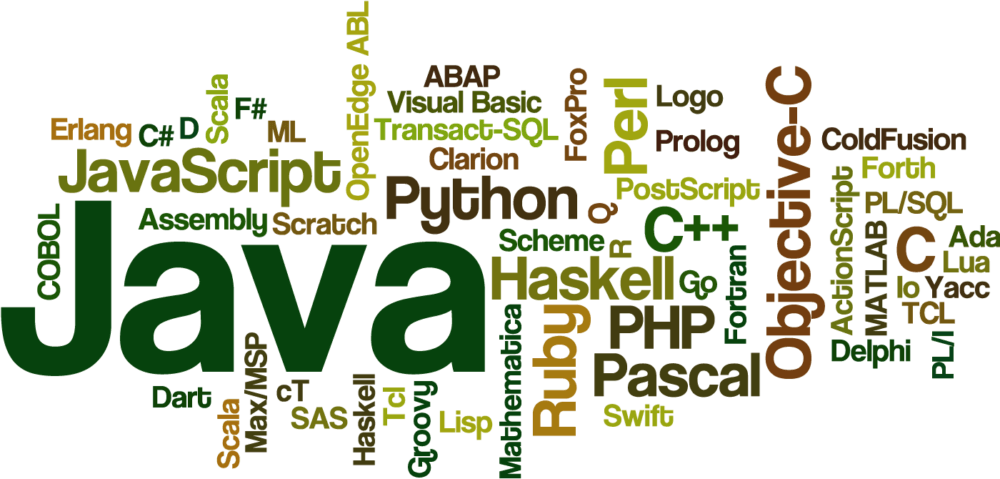 OpenEdge ABL
ABAP
Visual Basic
Transact-SQL
Clarion
FoxPro
Perl
Logo
Prolog
Objective-C
ColdFusion
Forth
Erlang
C#
D
Scala
F#
ML
JavaScript
Python
PostScript
Q
ActionScript
PL/SQL
COBOL
Assembly
Scratch
Scheme
R
C++
MATLAB
C
Ada
Lua
Java
Haskell
Go
Fortran
Io
Yacc
TCL
Mathematica
Ruby
PHP
Delphi
PL/I
Pascal
Dart
Scala
Max/MSP
cT
SAS
Haskell
Tcl
Groovy
Lisp
Swift